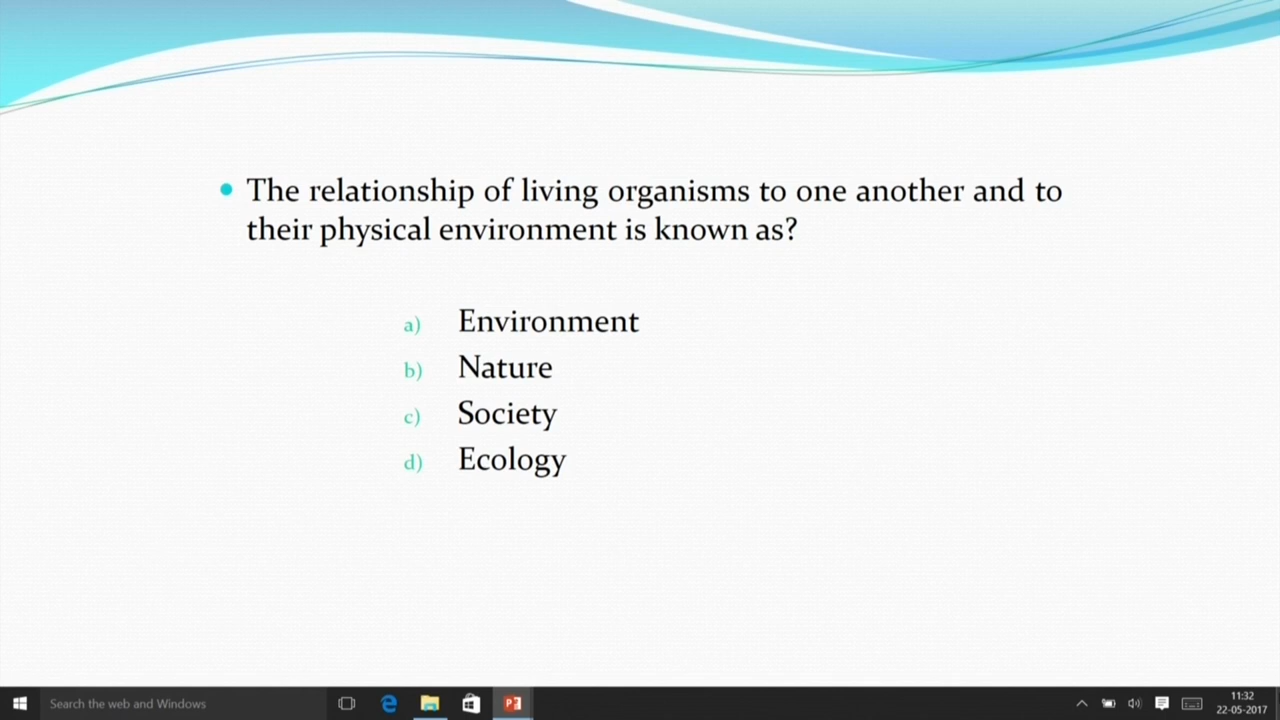 The relationship of living organisms to one another and to
their physical environment is known as?
a) Environment
b) Nature
c) Society
d) Ecology
Search the web and Windows
11:32
22-05-2017